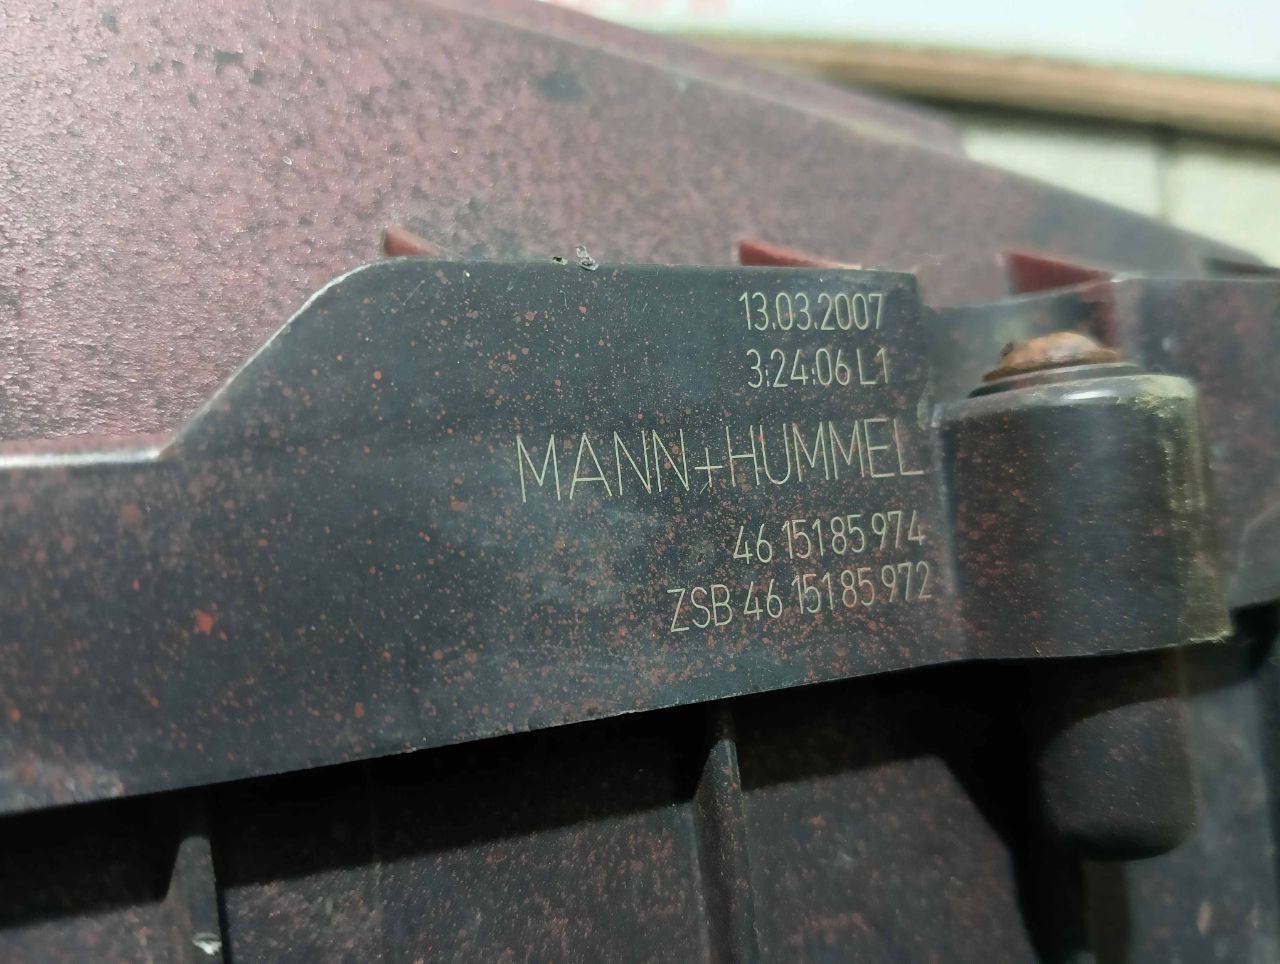 13.03.2007
3:24:06 L1
MANN+HUMMEL
46 151 85 974
ZSB 46 151 85 972